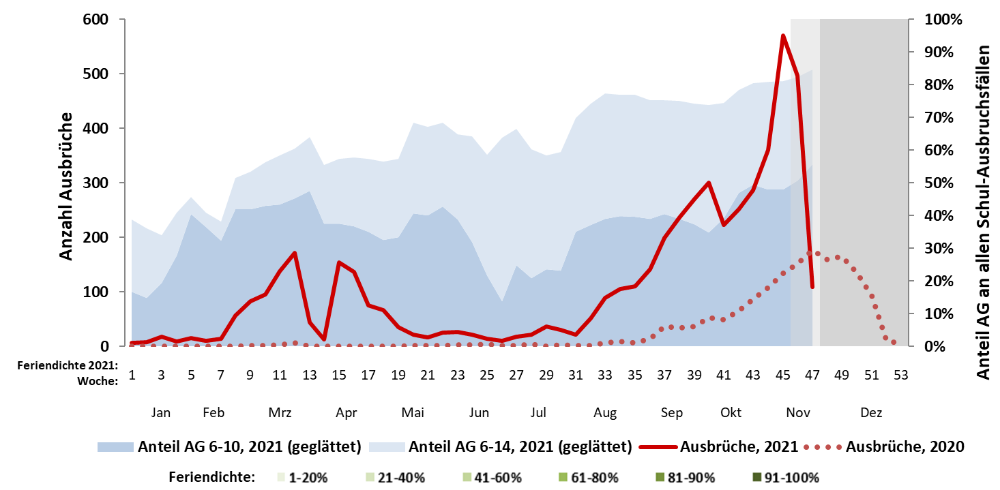 Anzahl Ausbrüche
600
500
400
300
200
100
0
100%
90%
80%
70%
60%
50%
40%
30%
20%
10%
0%
Anteil AG an allen Schul-Ausbruchsfällen
Feriendichte 2021:
Woche:
1 3 5 7 9 11 13 15 17 19 21 23 25 27 29 31 33 35 37 39 41 43 45 47 49 51 53
Jan Feb Mrz Apr Mai Jun Jul Aug Sep Okt Nov Dez
Anteil AG 6-10, 2021 (geglättet) Anteil AG 6-14, 2021 (geglättet) Ausbrüche, 2021 Ausbrüche, 2020
Feriendichte: 1-20% 21-40% 41-60% 61-80% 81-90% 91-100%